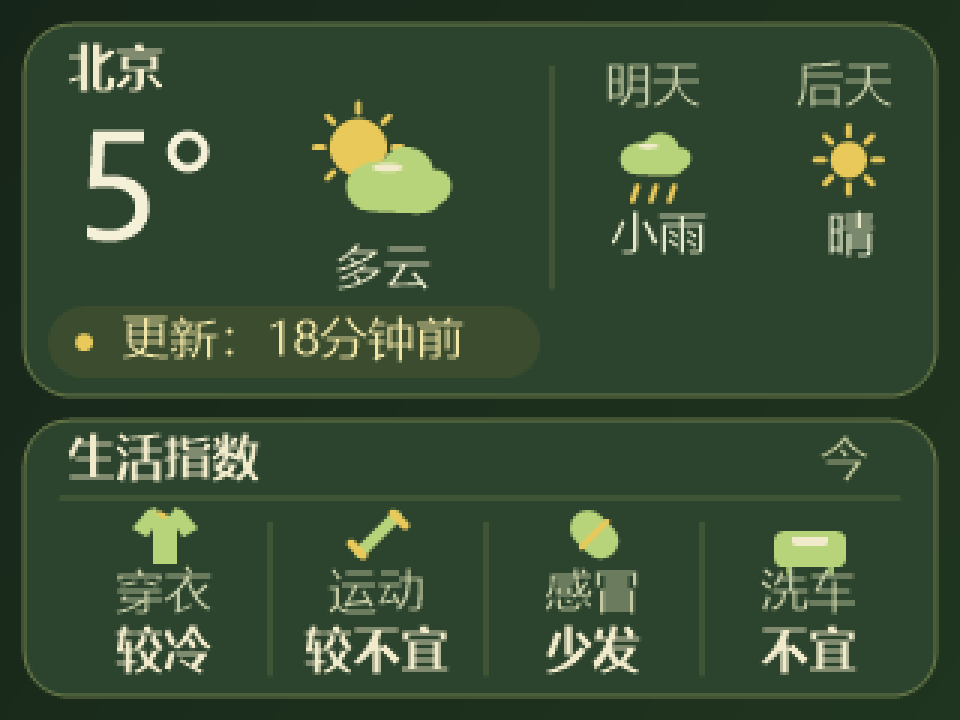 北京
5°
多云
明天 后天
小雨 晴
更新：18分钟前
生活指数 今
穿衣 运动 感冒 洗车
较冷 较不宜 少发 不宜